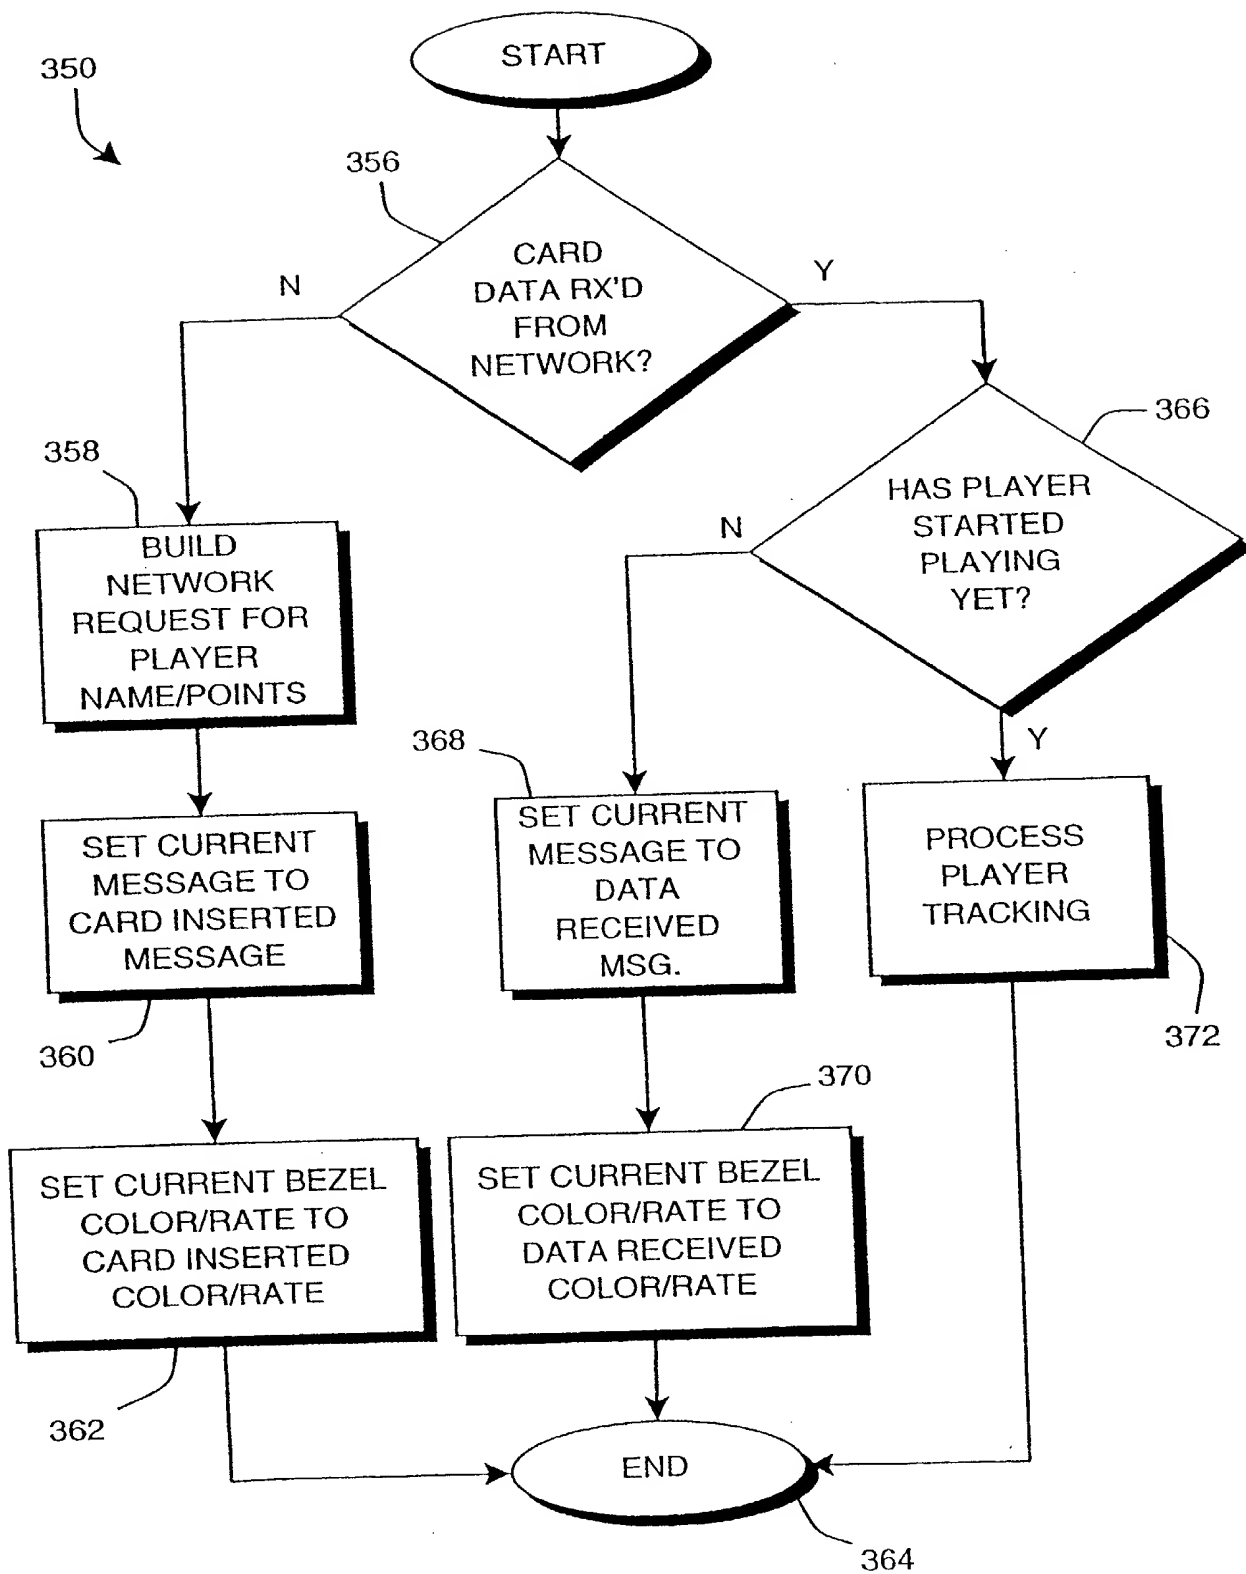 START
350
356
CARD
DATA RX'D
FROM
NETWORK?
N
Y
366
HAS PLAYER
STARTED
PLAYING
YET?
N
Y
358
BUILD
NETWORK
REQUEST FOR
PLAYER
NAME/POINTS
368
SET CURRENT
MESSAGE TO
DATA
RECEIVED
MSG.
PROCESS
PLAYER
TRACKING
372
SET CURRENT
MESSAGE TO
CARD INSERTED
MESSAGE
360
370
SET CURRENT BEZEL
COLOR/RATE TO
CARD INSERTED
COLOR/RATE
362
SET CURRENT BEZEL
COLOR/RATE TO
DATA RECEIVED
COLOR/RATE
END
364